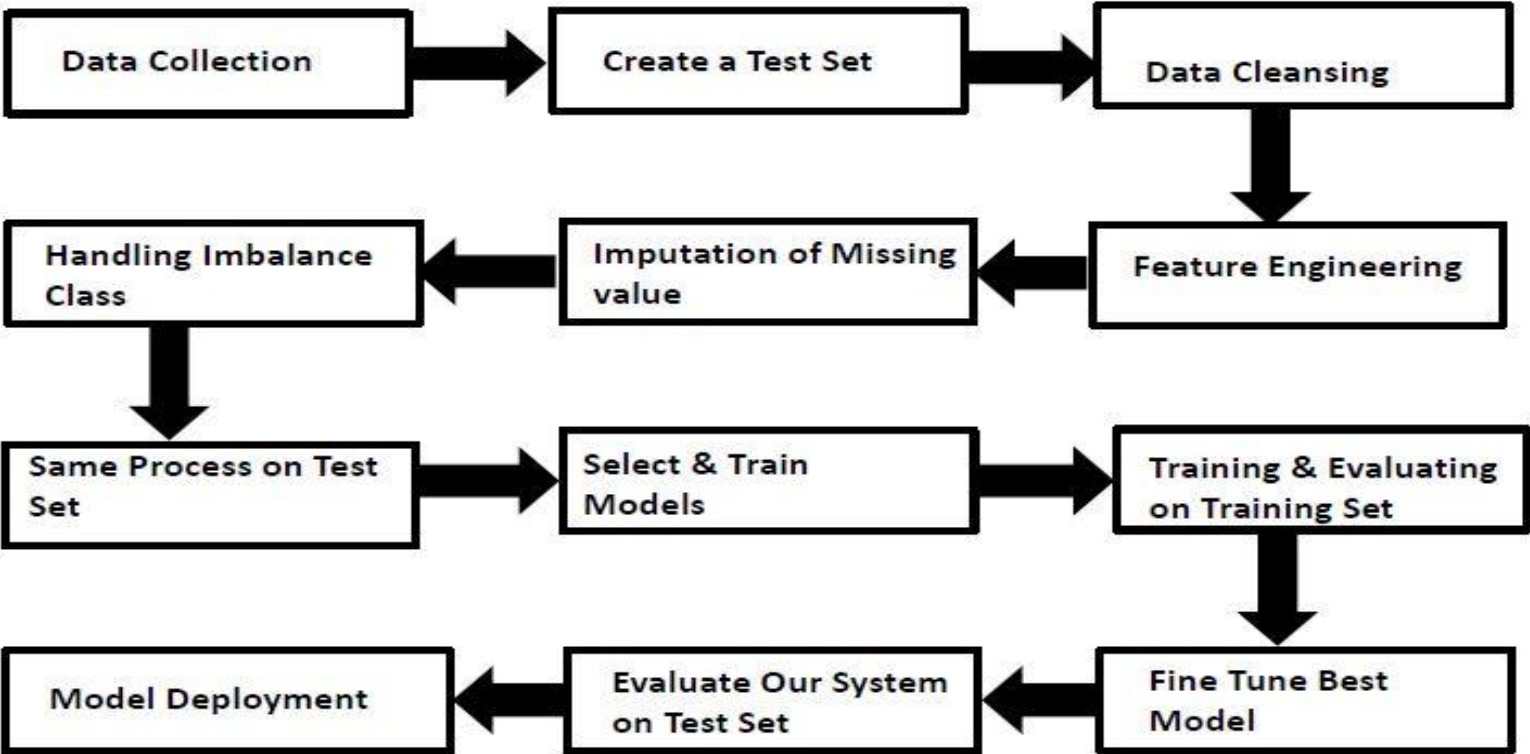 Data Collection
Create a Test Set
Data Cleansing
Feature Engineering
Imputation of Missing
value
Handling Imbalance
Class
Same Process on Test
Set
Select & Train
Models
Training & Evaluating
on Training Set
Fine Tune Best
Model
Evaluate Our System
on Test Set
Model Deployment